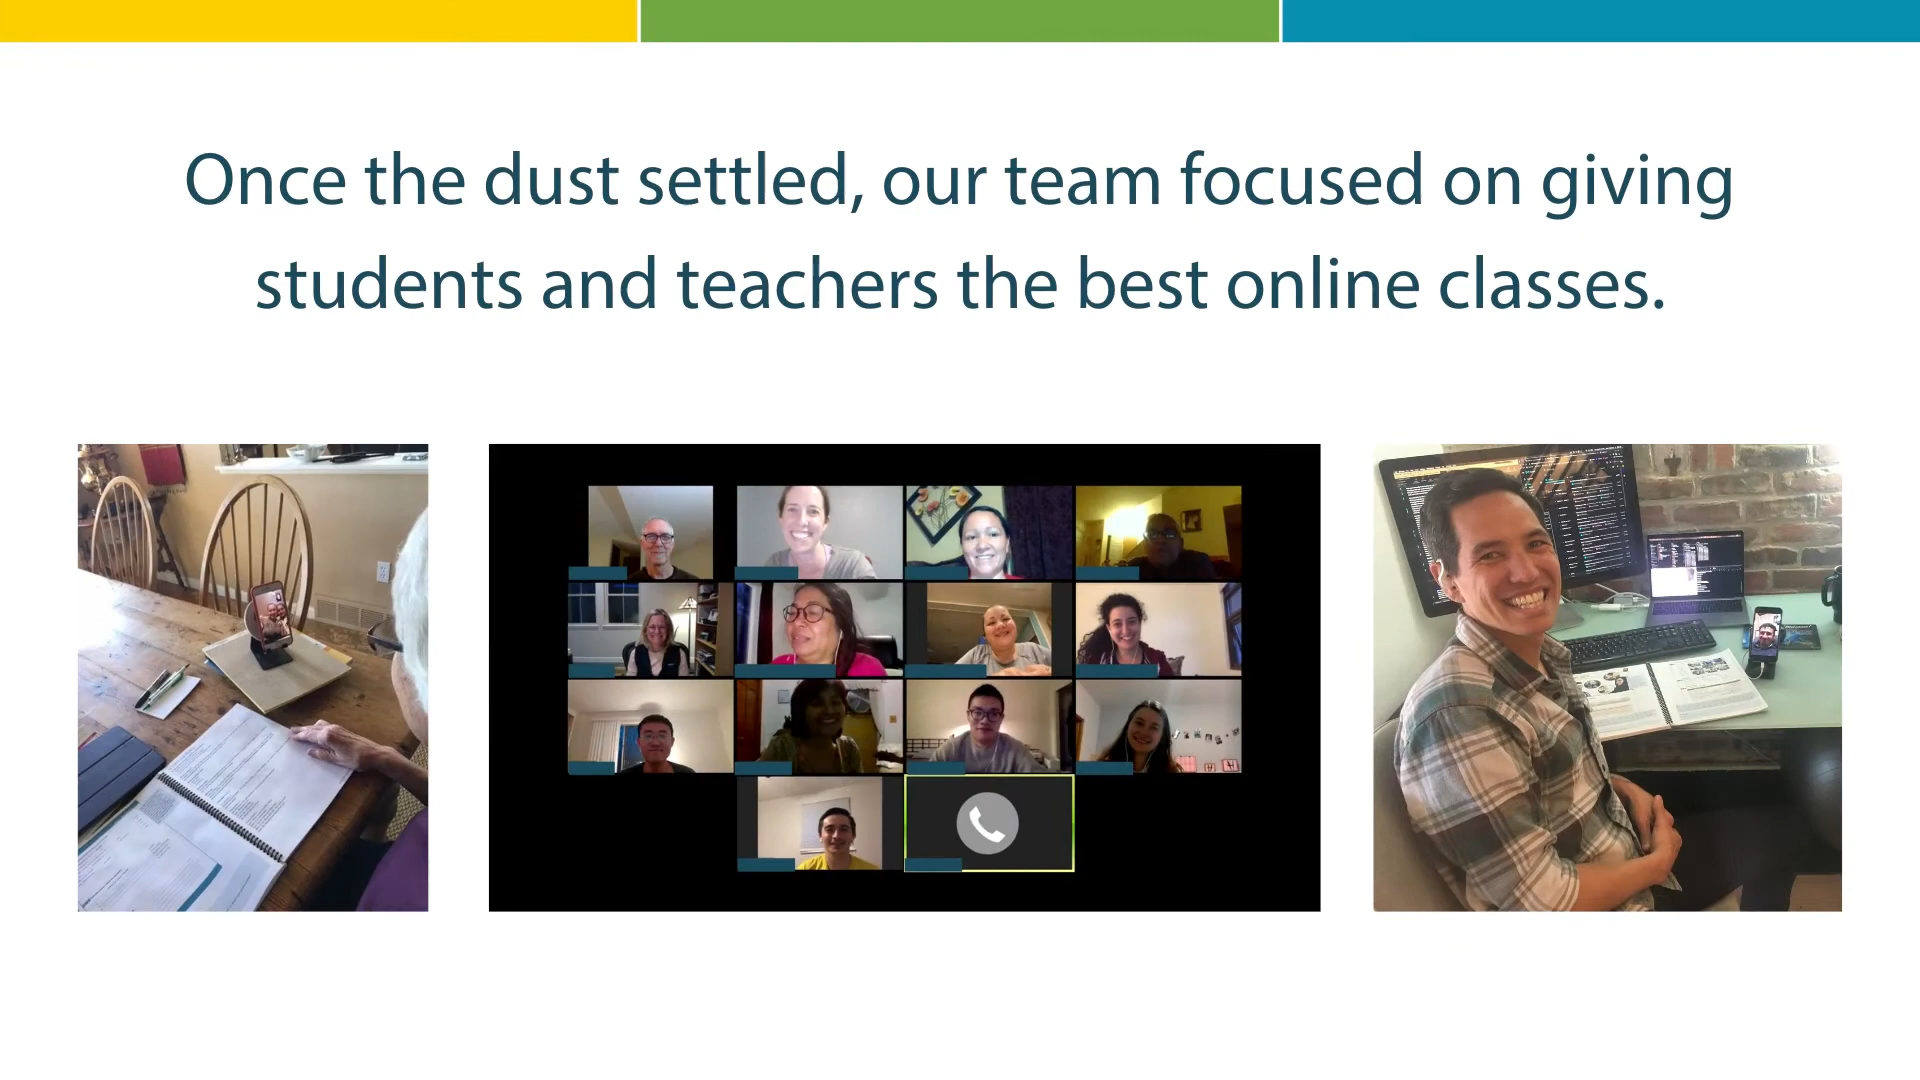 Once the dust settled, our team focused on giving
students and teachers the best online classes.